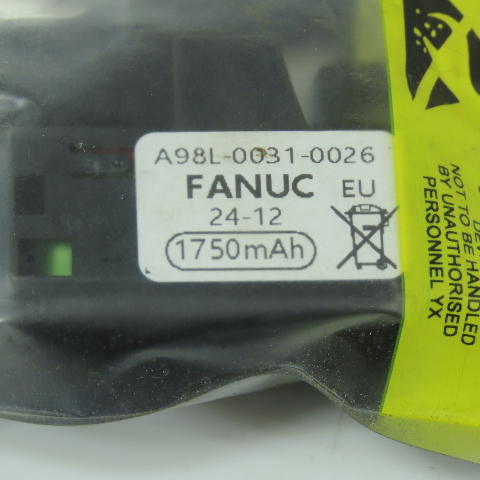 A98L-0031-0026
FANUC EU
24-12
1750mAh
NOT TO BE HANDLED
BY UNAUTHORISED
PERSONNEL YX